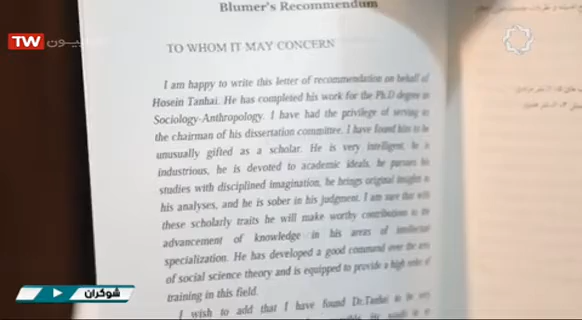 Blumer's Recommendum
TW
تلوبیون
TO WHOM IT MAY CONCERN
I am happy to write this letter of recommendation on behalf of
Hosein Tanhai. He has completed his work for the Ph.D degree in
Sociology-Anthropology. I have had the privilege of serving as
the chairman of his dissertation committee. I have found him to be
unusually gifted as a scholar. He is very intelligent, he is
industrious, he is devoted to academic ideals, he pursues his
studies with disciplined imagination, he brings original insights to
his analyses, and he is sober in his judgment. I am sure that with
these scholarly traits he will make worthy contributions to the
advancement of knowledge in his areas of intellectual
specialization. He has developed a good command over the area
of social science theory and is equipped to provide a high order of
training in this field.
I wish to add that I have found Dr.Tanhai to be very
شوکران